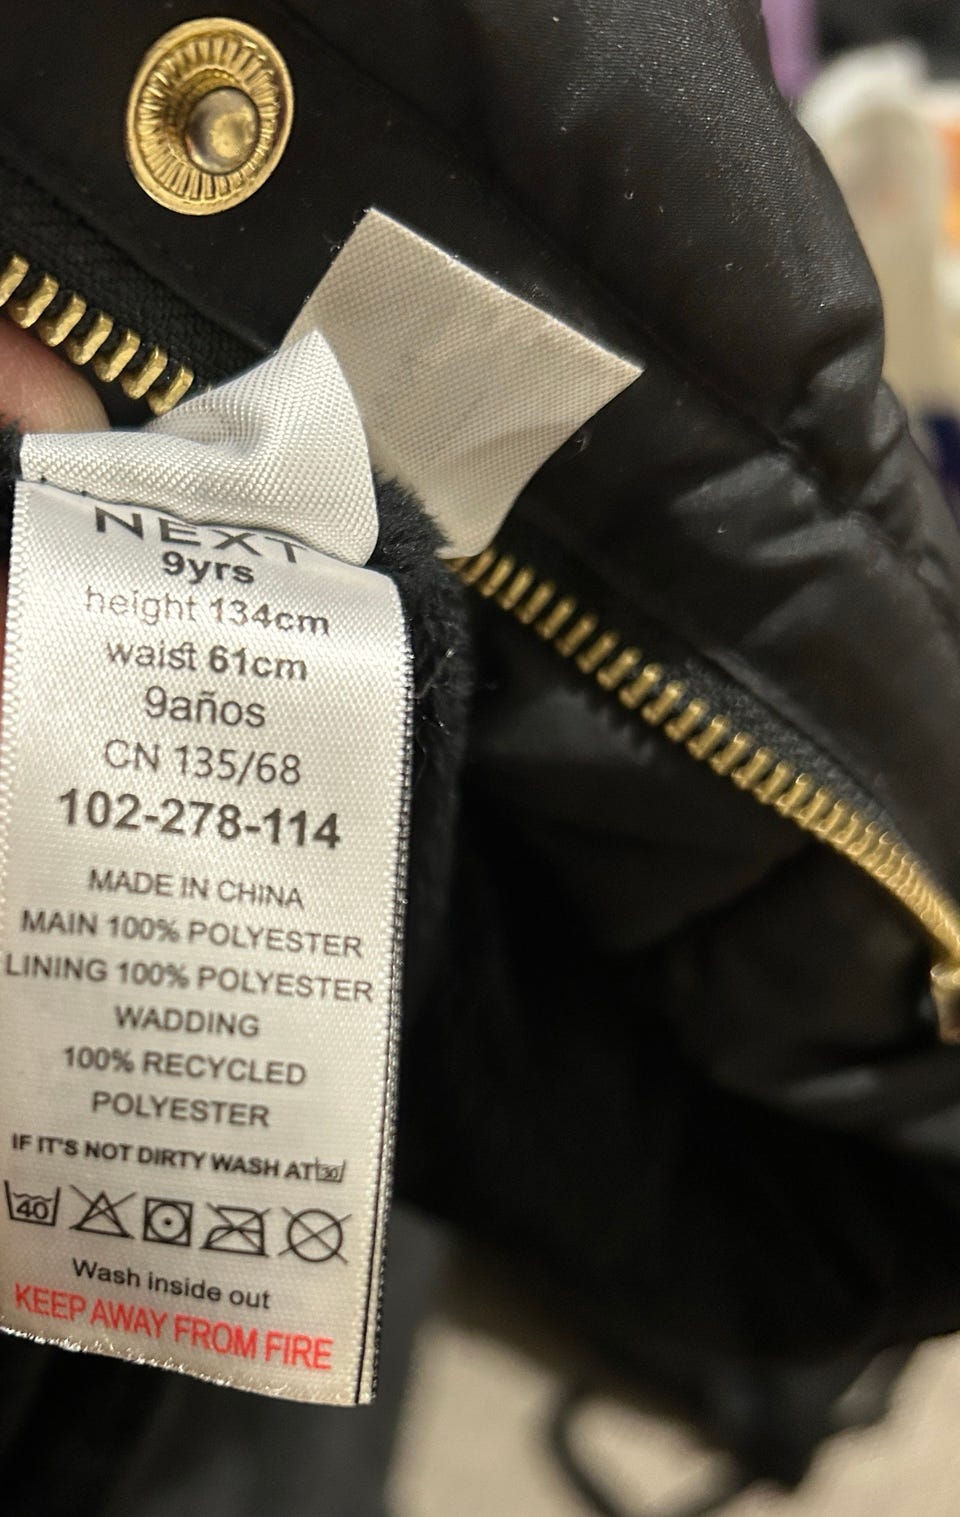 NEXT
9yrs
height 134cm
waist 61cm
9años
CN 135/68
102-278-114
MADE IN CHINA
MAIN 100% POLYESTER
LINING 100% POLYESTER
WADDING
100% RECYCLED
POLYESTER
IF IT'S NOT DIRTY WASH AT 30
40
Wash inside out
KEEP AWAY FROM FIRE